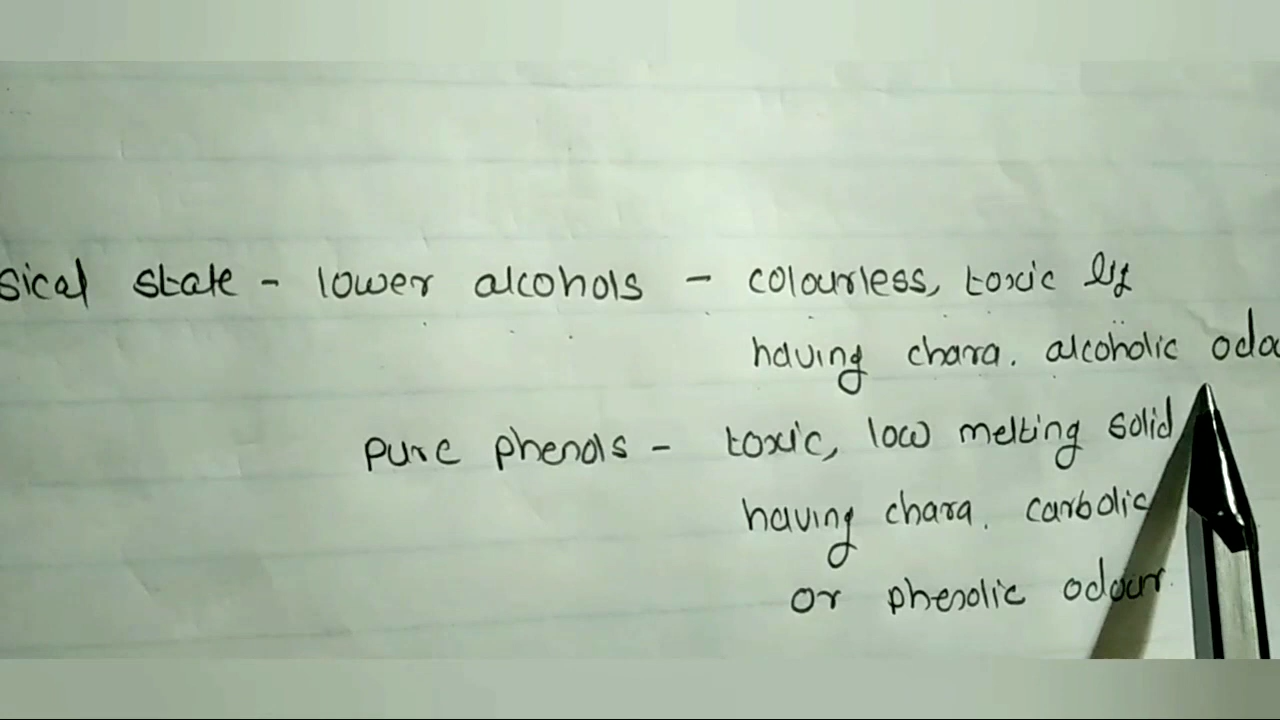 sical state - lower alcohols - colourless, toxic liq
having chara. alcoholic odou
pure phenols - toxic, low melting solid
having chara. carbolic
or phenolic odour.